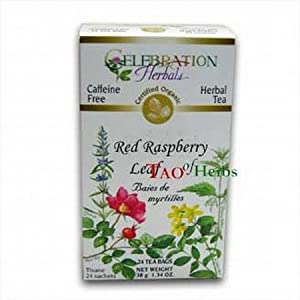 CELEBRATION
Herbals
Caffeine
Free
Certified Organic
Herbal
Tea
Red Raspberry
Leaf
TAO of Herbs
Baies de
myrtilles
24 TEA BAGS
NET WEIGHT
38 g 1.34 OZ.
Tisane
24 sachets